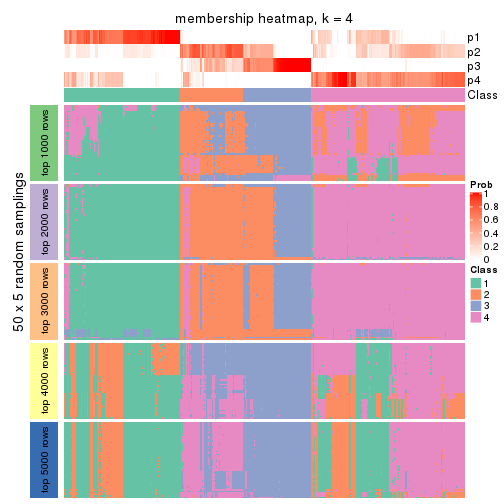 membership heatmap, k = 4
p1
p2
p3
p4
Class
50 x 5 random samplings
top 1000 rows
top 2000 rows
top 3000 rows
top 4000 rows
top 5000 rows
Prob
1
0.8
0.6
0.4
0.2
0
Class
1
2
3
4